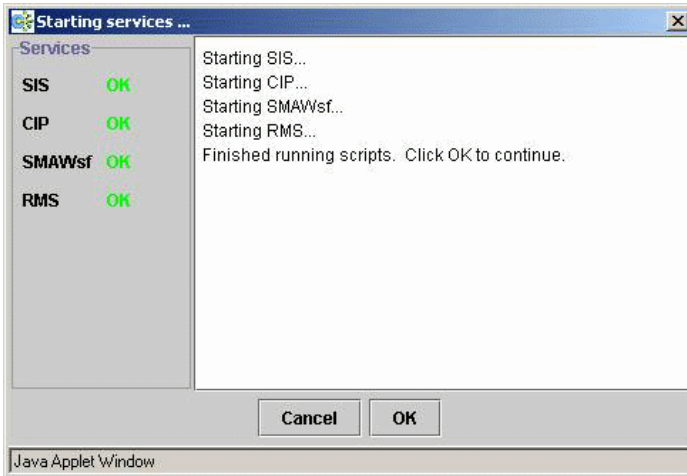 Starting services ...
Services
SIS OK
CIP OK
SMAWsf OK
RMS OK
Starting SIS...
Starting CIP...
Starting SMAWsf...
Starting RMS...
Finished running scripts. Click OK to continue.
Cancel OK
Java Applet Window